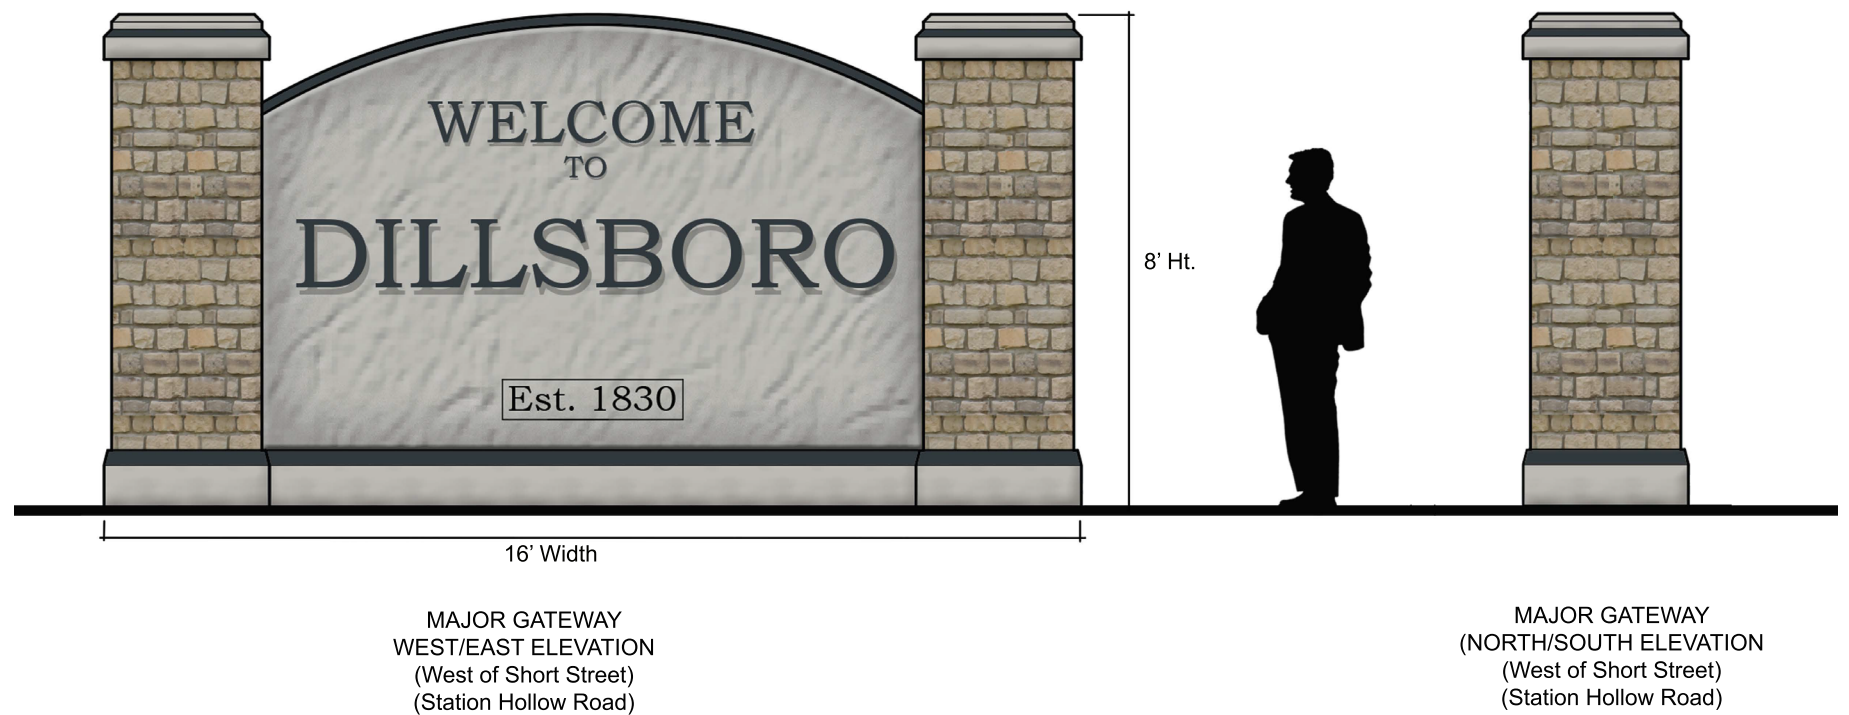 WELCOME
TO
DILLSBORO
Est. 1830
8’ Ht.
16’ Width
MAJOR GATEWAY
WEST/EAST ELEVATION
(West of Short Street)
(Station Hollow Road)
MAJOR GATEWAY
(NORTH/SOUTH ELEVATION
(West of Short Street)
(Station Hollow Road)